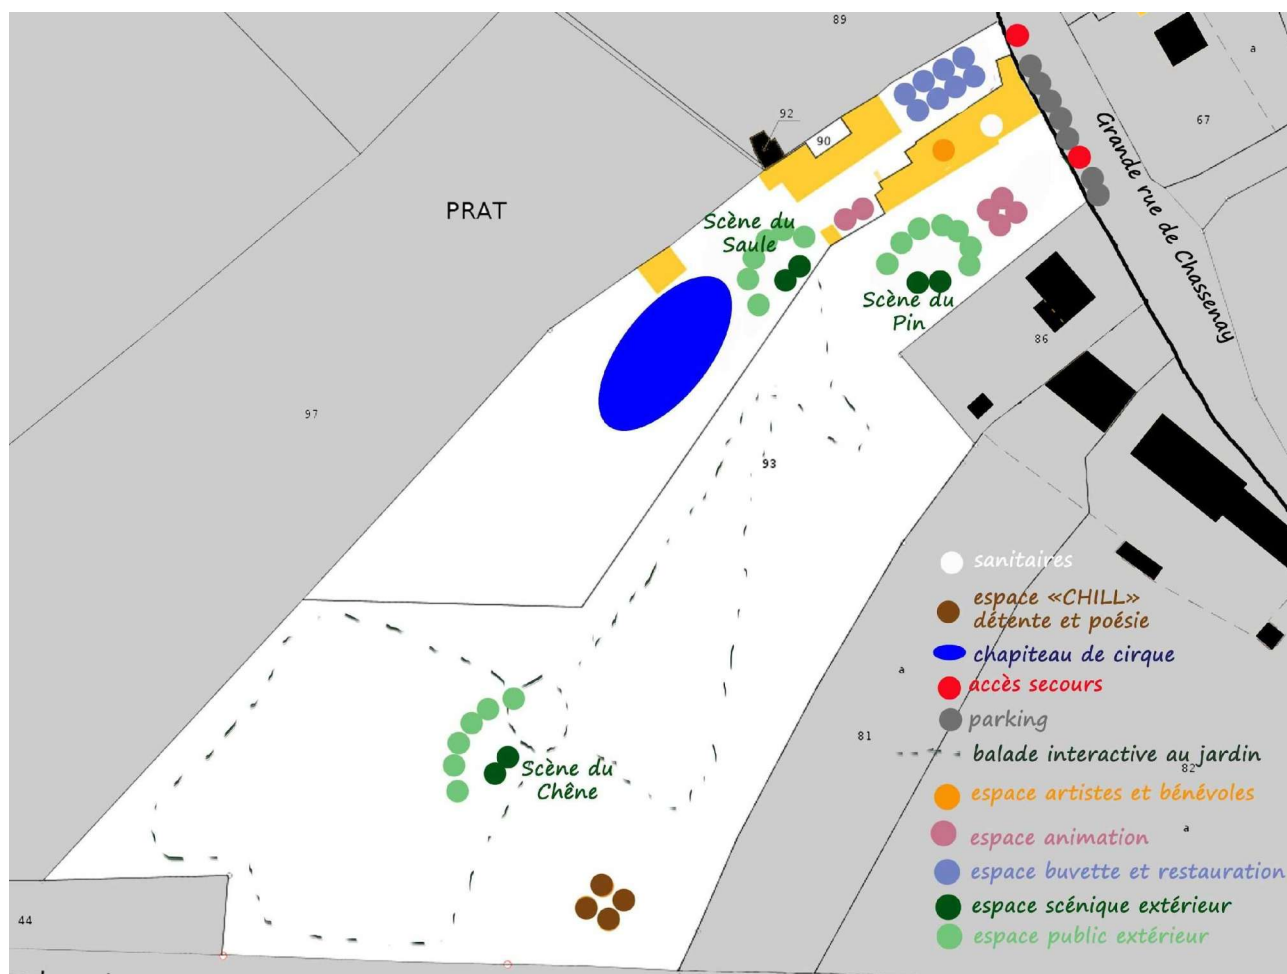 89
a
92
67
90
Grande rue de Chassenay
PRAT
Scène du
Saule
Scène du
Pin
86
97
93
sanitaires
espace «CHILL»
détente et poésie
chapiteau de cirque
a
accès secours
parking
81
balade interactive au jardin
82
Scène du
Chêne
espace artistes et bénévoles
a
espace animation
espace buvette et restauration
44
espace scénique extérieur
espace public extérieur